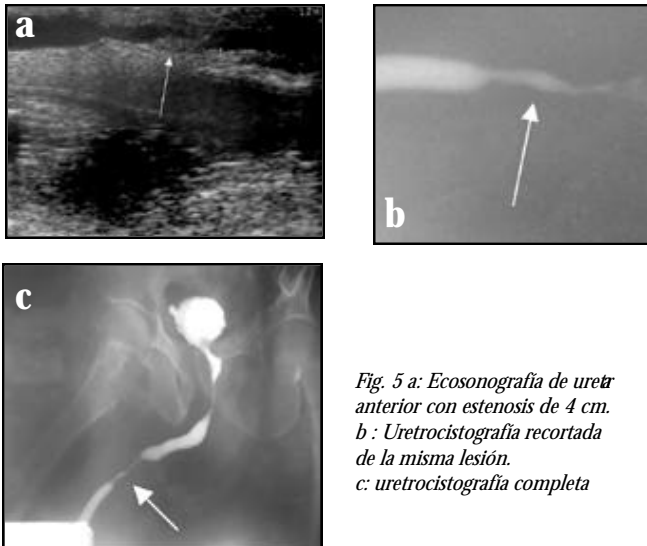 a
b
c
Fig. 5 a: Ecosonografía de uretr
anterior con estenosis de 4 cm.
b : Uretrocistografía recortada
de la misma lesión.
c: uretrocistografía completa